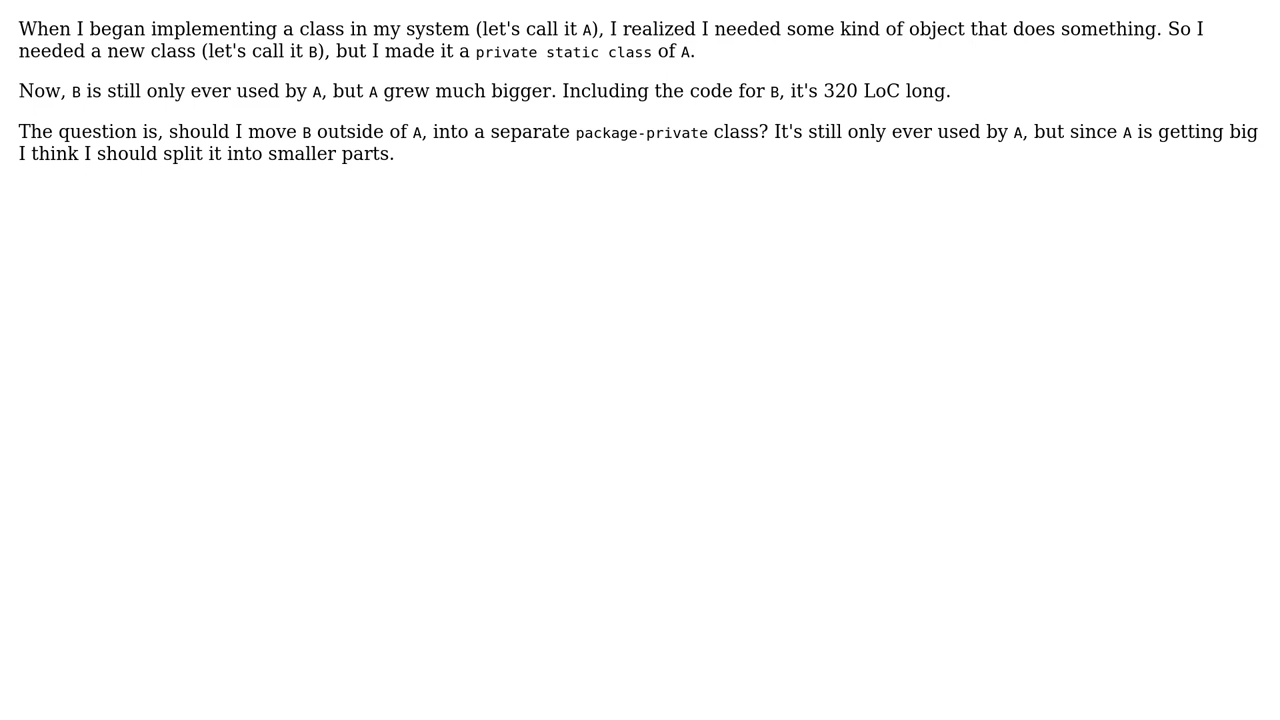 When I began implementing a class in my system (let's call it A), I realized I needed some kind of object that does something. So I
needed a new class (let's call it B), but I made it a private static class of A.
Now, B is still only ever used by A, but A grew much bigger. Including the code for B, it's 320 LoC long.
The question is, should I move B outside of A, into a separate package-private class? It's still only ever used by A, but since A is getting big
I think I should split it into smaller parts.